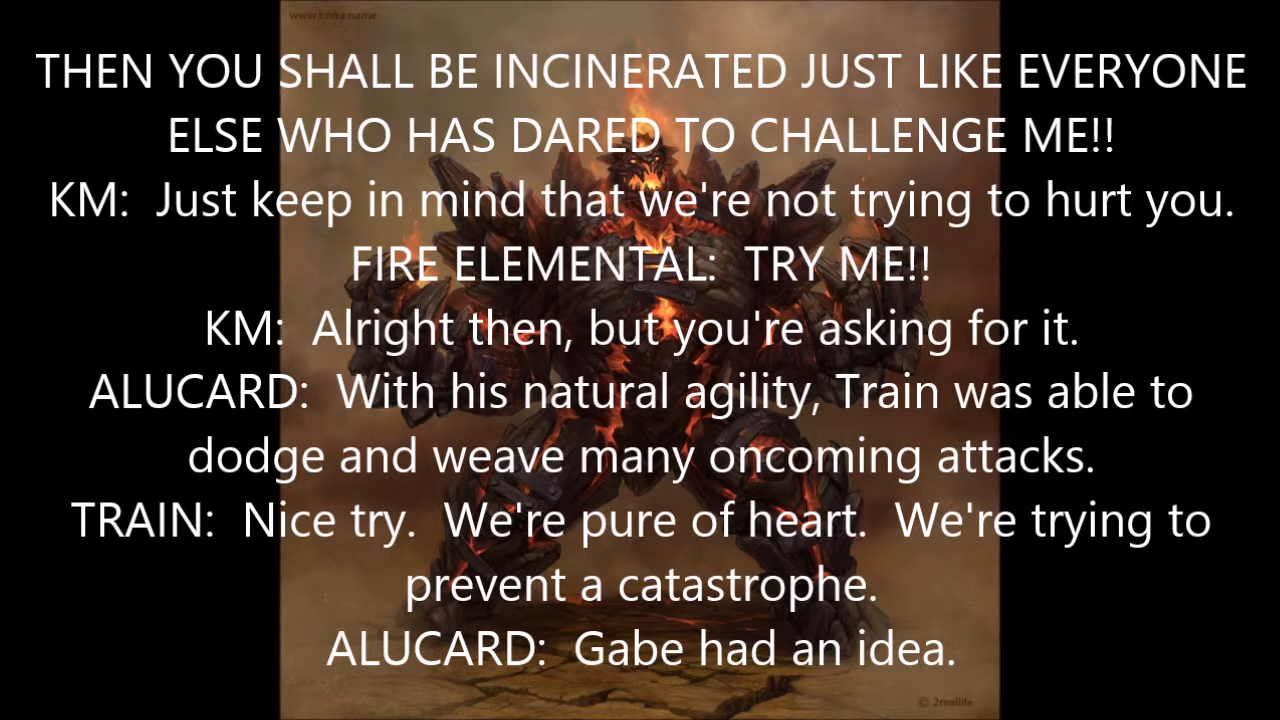 www.kraka.name
THEN YOU SHALL BE INCINERATED JUST LIKE EVERYONE
ELSE WHO HAS DARED TO CHALLENGE ME!!
KM:  Just keep in mind that we're not trying to hurt you.
FIRE ELEMENTAL:  TRY ME!!
KM:  Alright then, but you're asking for it.
ALUCARD:  With his natural agility, Train was able to
dodge and weave many oncoming attacks.
TRAIN:  Nice try.  We're pure of heart.  We're trying to
prevent a catastrophe.
ALUCARD:  Gabe had an idea.
© 2reallife